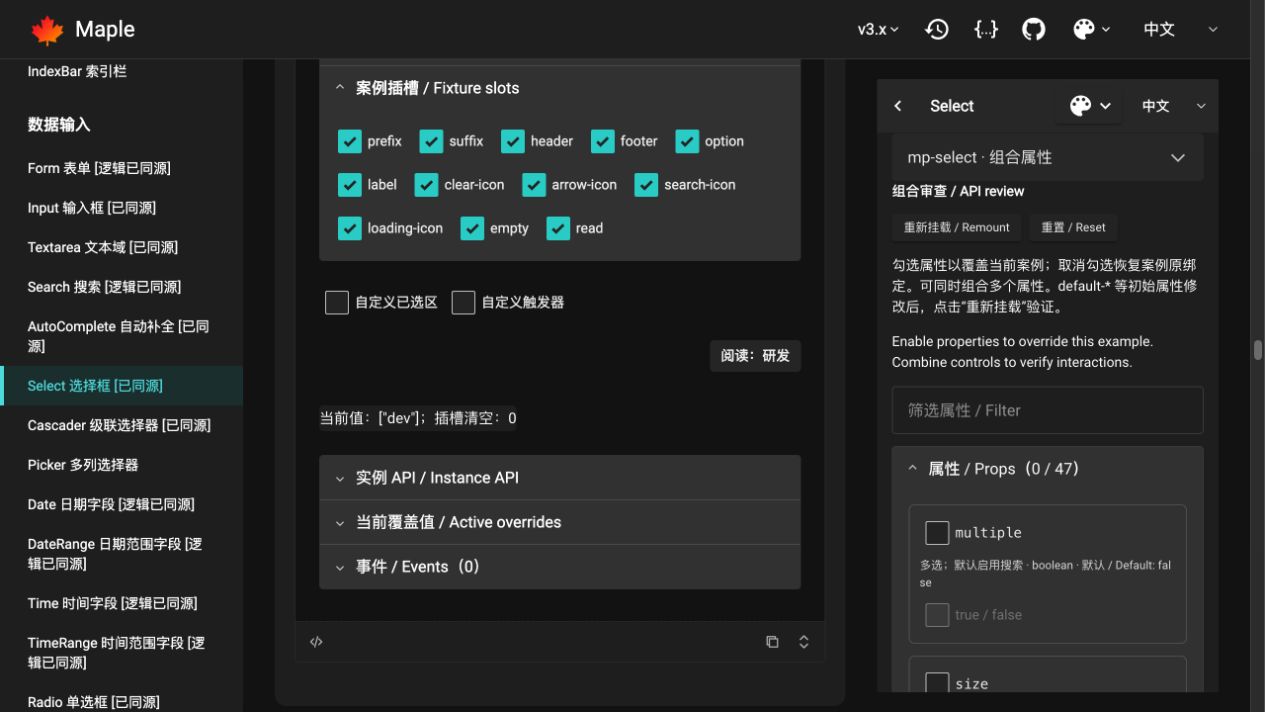 Maple
v3.x
中文
IndexBar 索引栏
数据输入
Form 表单 [逻辑已同源]
Input 输入框 [已同源]
Textarea 文本域 [已同源]
Search 搜索 [逻辑已同源]
AutoComplete 自动补全 [已同
源]
Select 选择框 [已同源]
Cascader 级联选择器 [已同源]
Picker 多列选择器
Date 日期字段 [逻辑已同源]
DateRange 日期范围字段 [逻
辑已同源]
Time 时间字段 [逻辑已同源]
TimeRange 时间范围字段 [逻
辑已同源]
Radio 单选框 [已同源]
案例插槽 / Fixture slots
prefix suffix header footer option
label clear-icon arrow-icon search-icon
loading-icon empty read
自定义已选区 自定义触发器
阅读：研发
当前值：["dev"]；插槽清空：0
实例 API / Instance API
当前覆盖值 / Active overrides
事件 / Events（0）
</>
Select
中文
mp-select · 组合属性
组合审查 / API review
重新挂载 / Remount 重置 / Reset
勾选属性以覆盖当前案例；取消勾选恢复案例原绑
定。可同时组合多个属性。default-* 等初始属性修
改后，点击“重新挂载”验证。
Enable properties to override this example.
Combine controls to verify interactions.
筛选属性 / Filter
属性 / Props（0 / 47）
multiple
多选；默认启用搜索 · boolean · 默认 / Default: fal
se
true / false
size